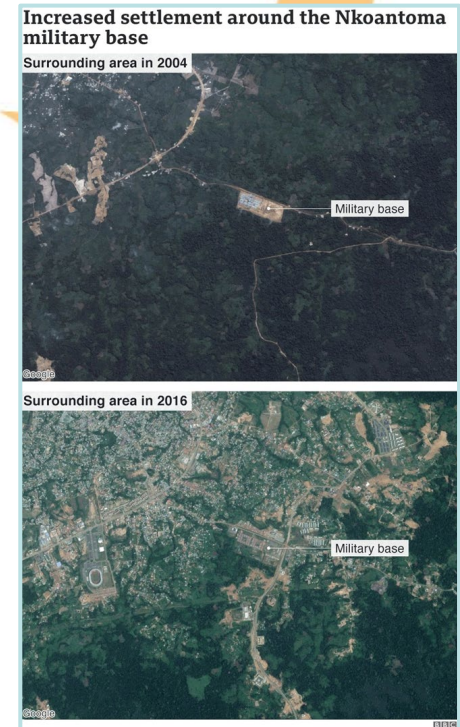 Increased settlement around the Nkoantoma
military base
Surrounding area in 2004
Military base
Google
Surrounding area in 2016
Military base
Google
BBC